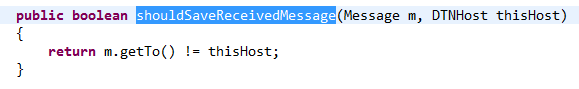 public boolean shouldSaveReceivedMessage(Message m, DTNHost thisHost)
{
    return m.getTo() != thisHost;
}